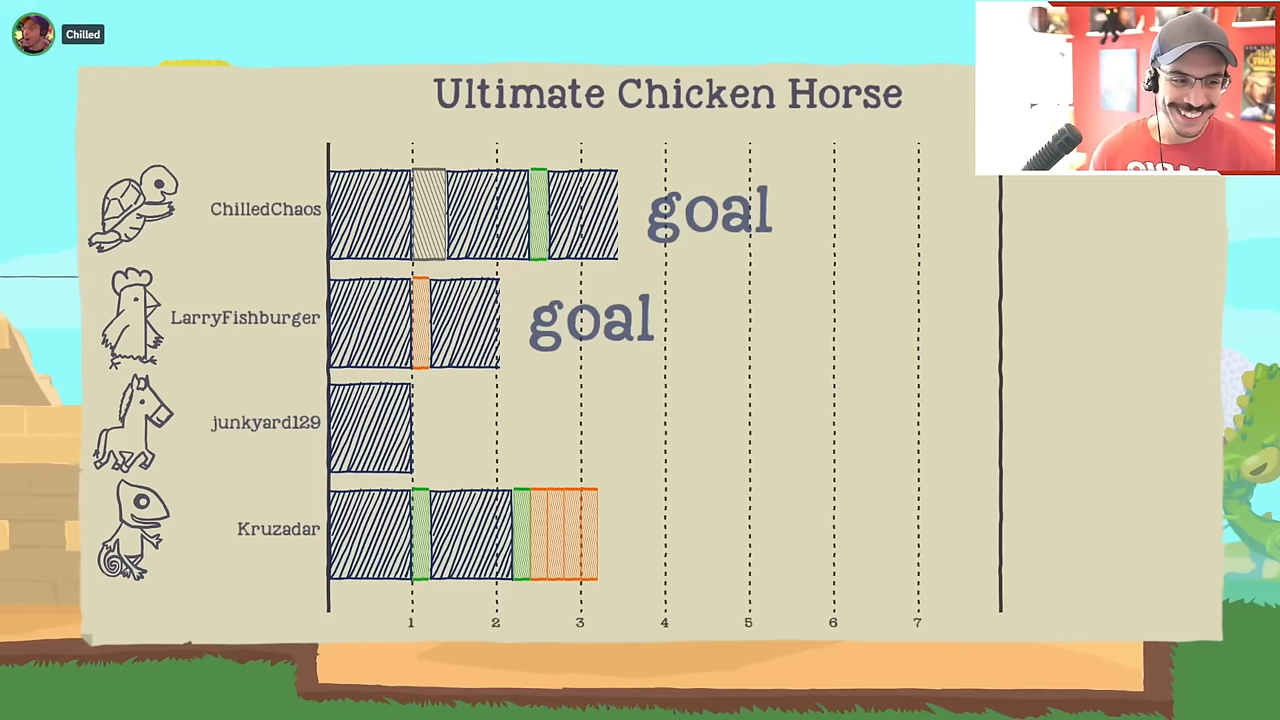 Chilled
Ultimate Chicken Horse
ChilledChaos
goal
LarryFishburger
goal
junkyard129
Kruzadar
1 2 3 4 5 6 7